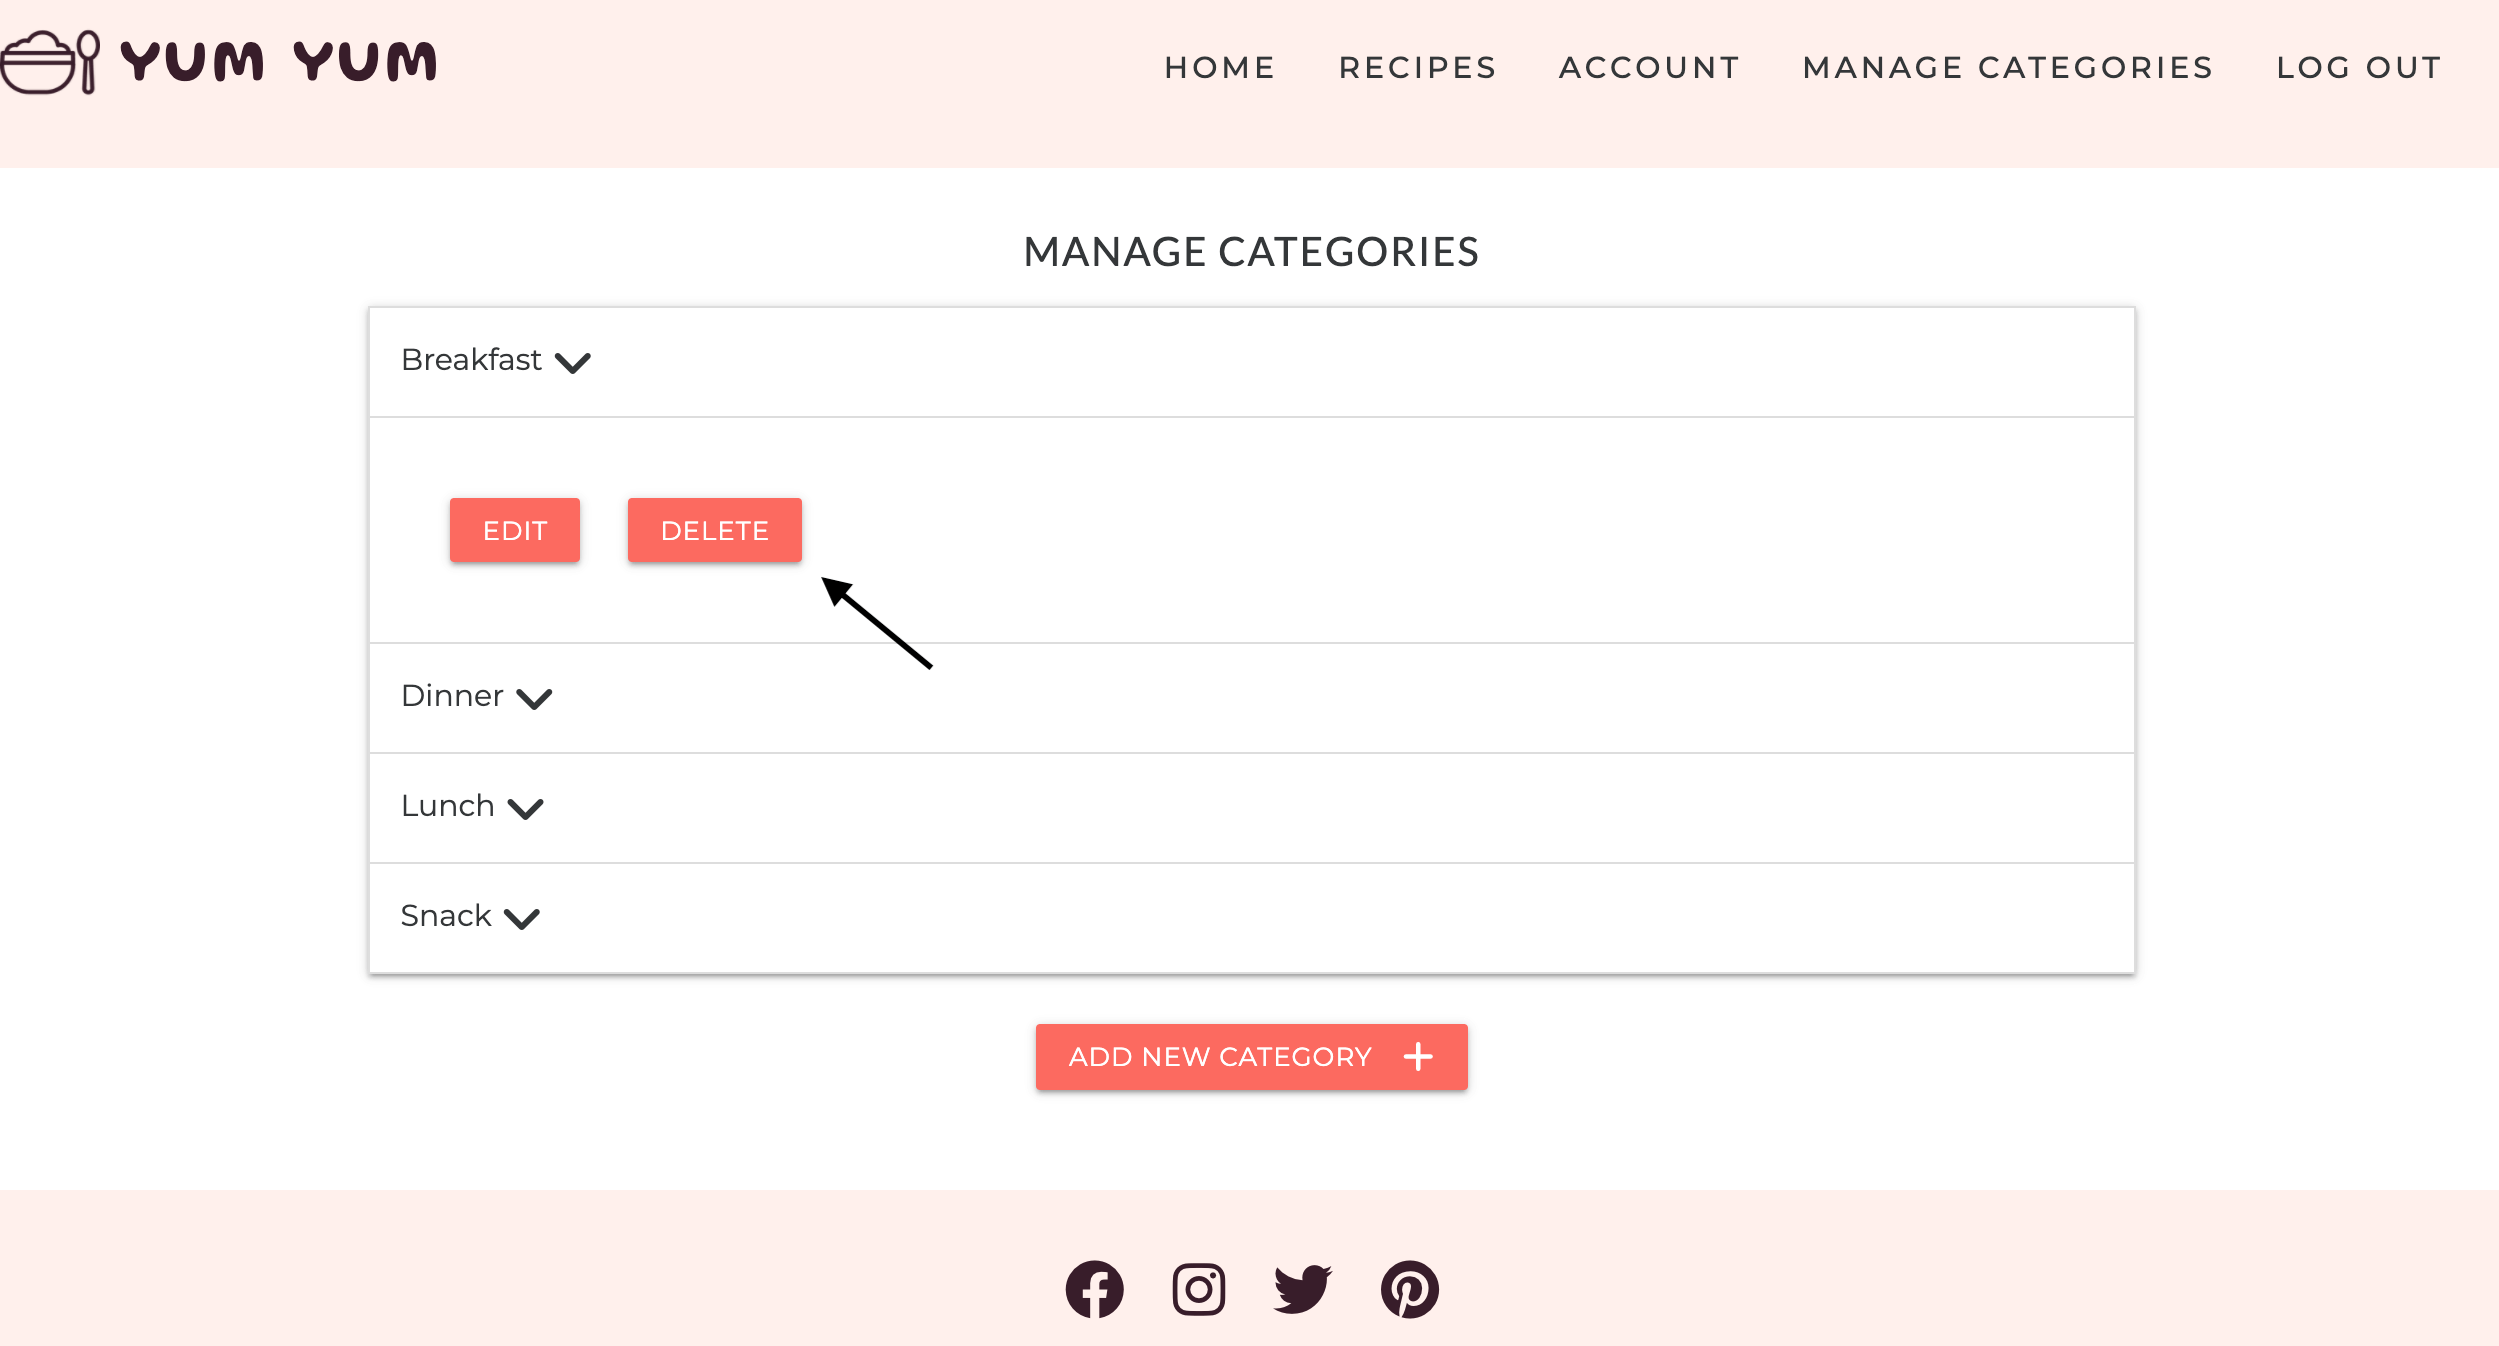 YUM YUM
HOME RECIPES ACCOUNT MANAGE CATEGORIES LOG OUT
MANAGE CATEGORIES
Breakfast
EDIT DELETE
Dinner
Lunch
Snack
ADD NEW CATEGORY +